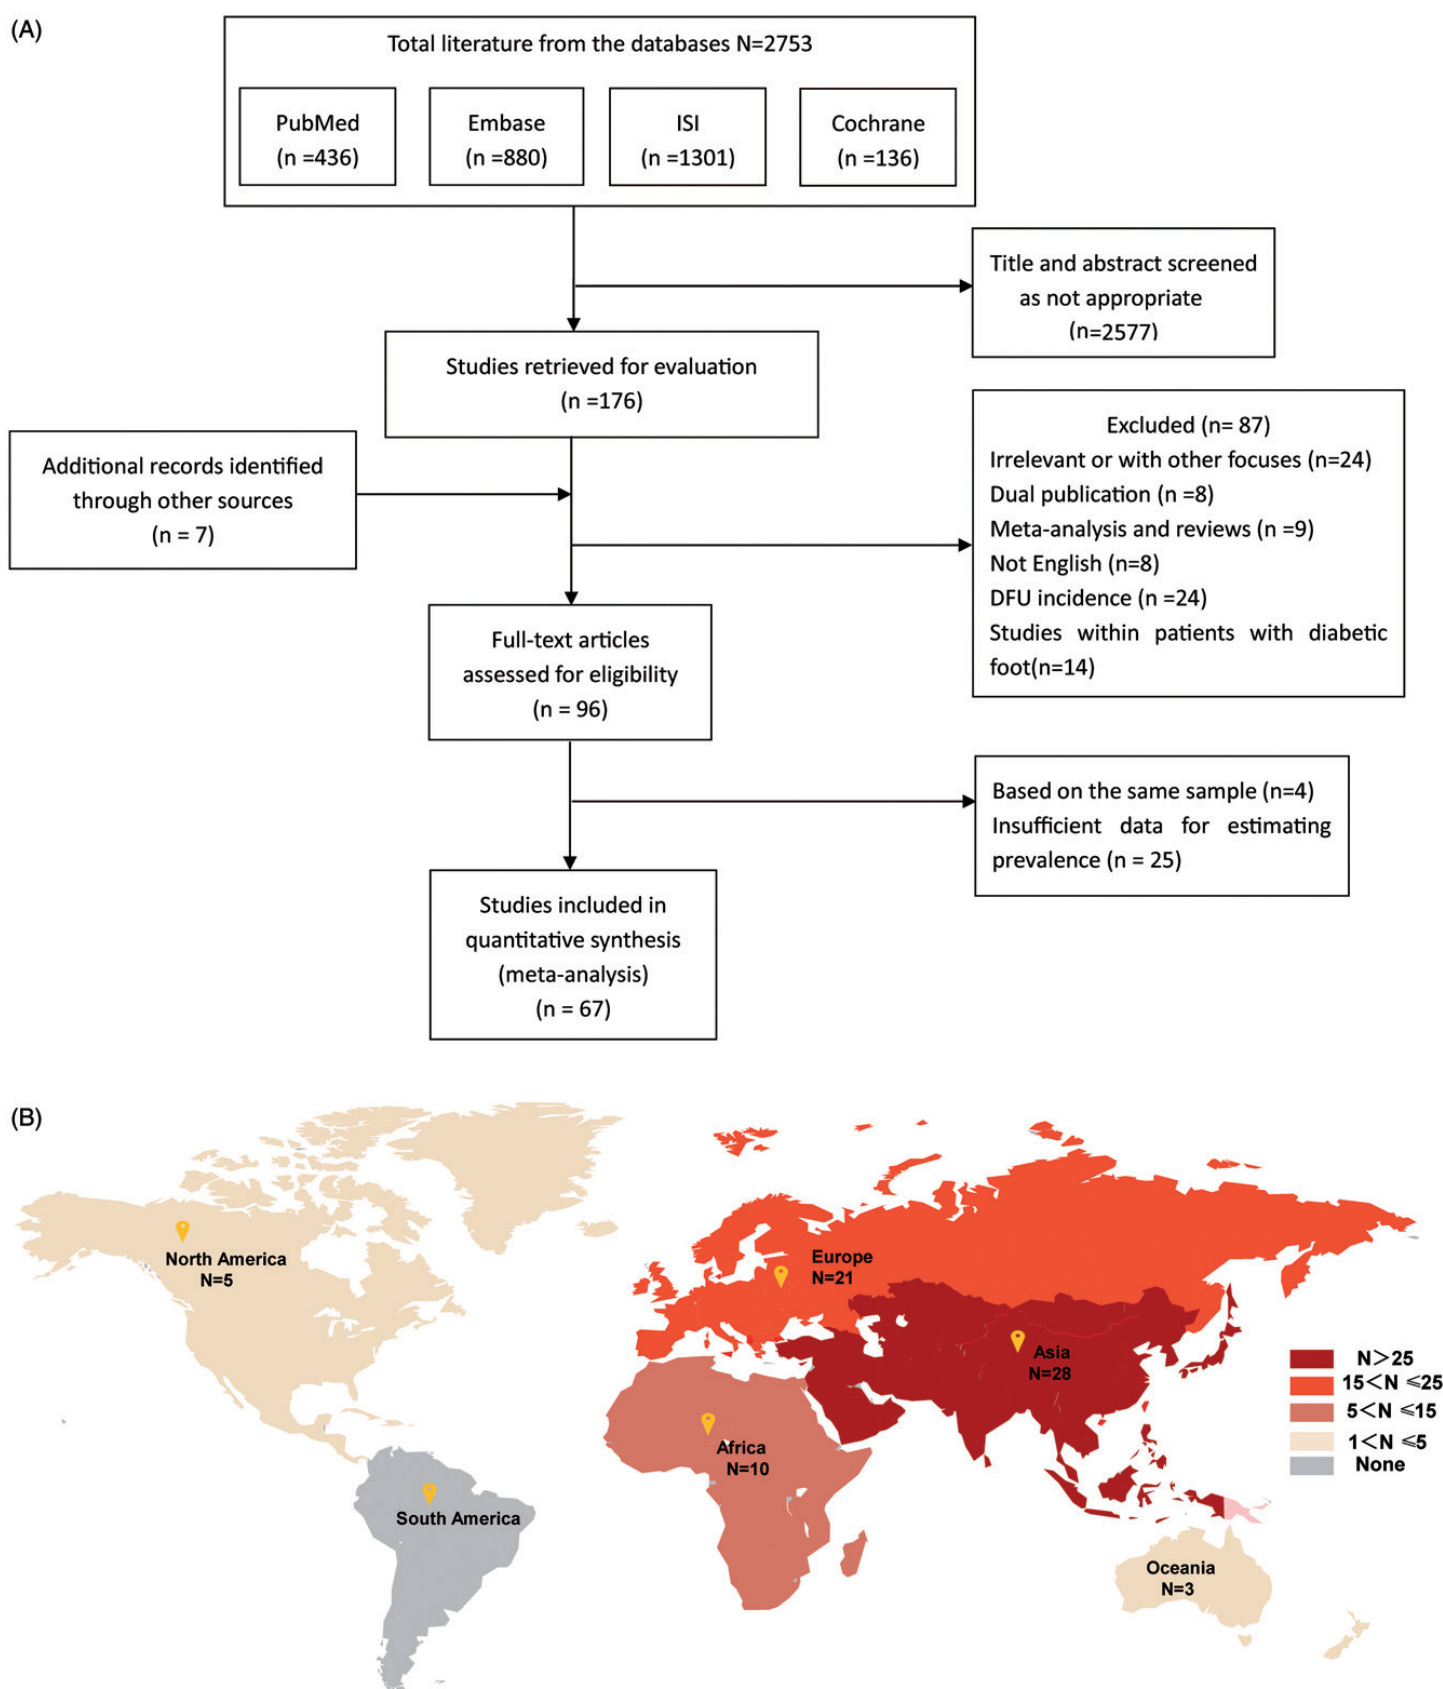 (A)
Total literature from the databases N=2753
PubMed
(n =436)
Embase
(n =880)
ISI
(n =1301)
Cochrane
(n =136)
Title and abstract screened
as not appropriate
(n=2577)
Studies retrieved for evaluation
(n =176)
Additional records identified
through other sources
(n = 7)
Excluded (n= 87)
Irrelevant or with other focuses (n=24)
Dual publication (n =8)
Meta-analysis and reviews (n =9)
Not English (n=8)
DFU incidence (n =24)
Studies within patients with diabetic
foot(n=14)
Full-text articles
assessed for eligibility
(n = 96)
Based on the same sample (n=4)
Insufficient data for estimating
prevalence (n = 25)
Studies included in
quantitative synthesis
(meta-analysis)
(n = 67)
(B)
North America
N=5
Europe
N=21
Asia
N=28
Africa
N=10
South America
Oceania
N=3
N>25
15<N ⩽25
5<N ⩽15
1<N ⩽5
None